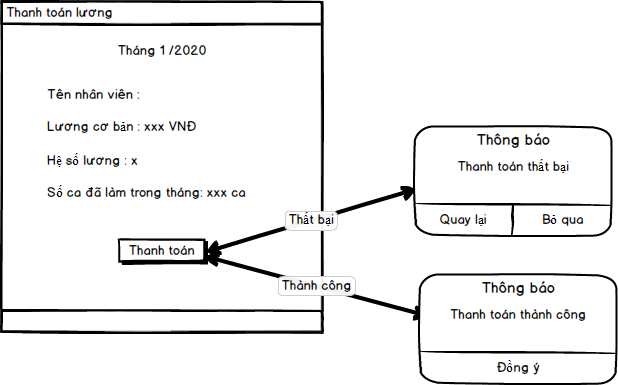 Thanh toán lương
Tháng 1/2020
Tên nhân viên :
Lương cơ bản : xxx VNĐ
Hệ số lương : x
Số ca đã làm trong tháng: xxx ca
Thanh toán
Thất bại
Thành công
Thông báo
Thanh toán thất bại
Quay lại
Bỏ qua
Thông báo
Thanh toán thành công
Đồng ý